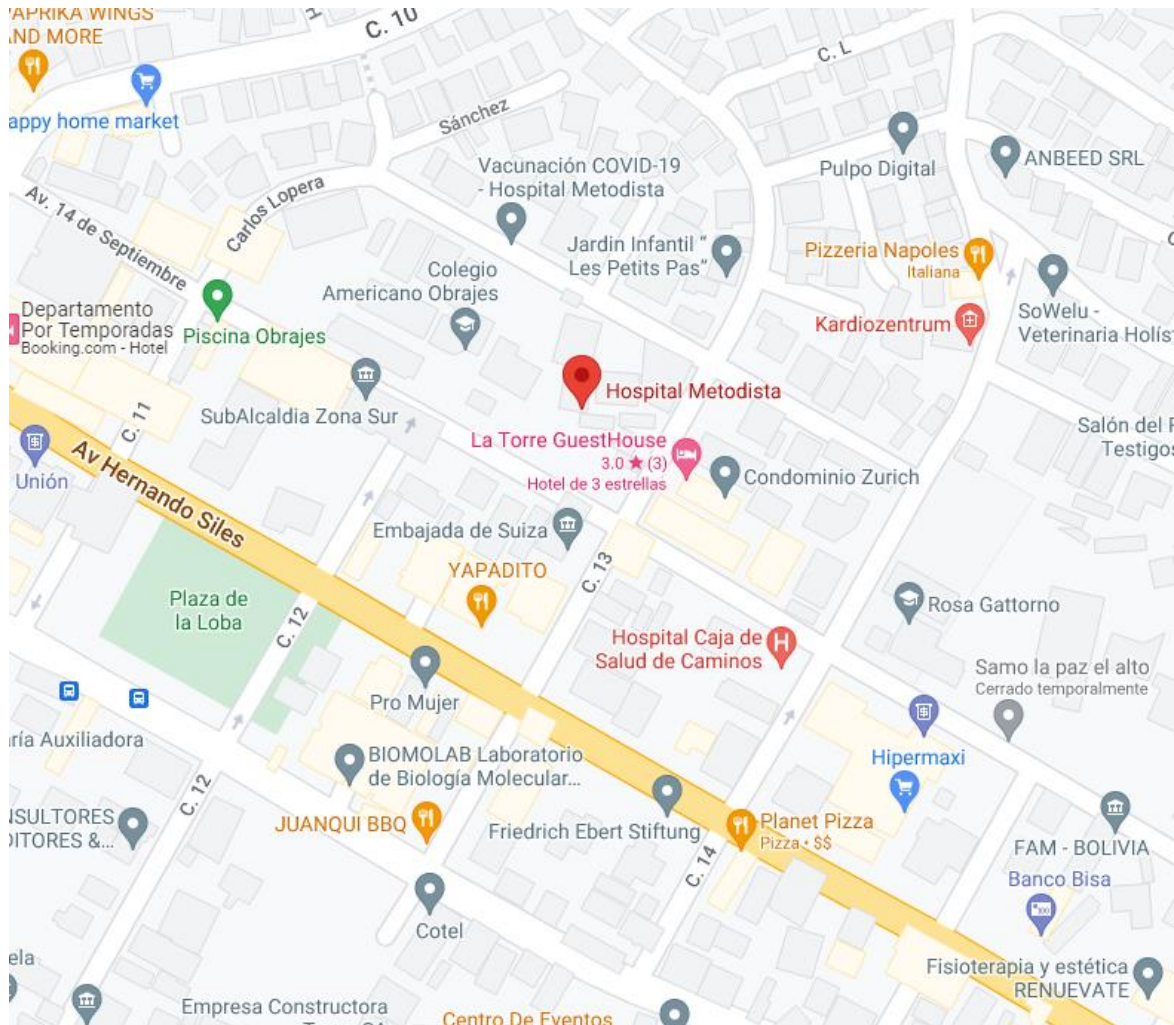 PAPRIKA WINGS
AND MORE
C. 10
C. L
appy home market
Sánchez
Vacunación COVID-19
- Hospital Metodista
Pulpo Digital
ANBEED SRL
Av. 14 de Septiembre
Carlos Lopera
Jardin Infantil "
Les Petits Pas"
Pizzeria Napoles
Italiana
Colegio
Americano Obrajes
Departamento
Por Temporadas
Booking.com - Hotel
Piscina Obrajes
Kardiozentrum
SoWelu -
Veterinaria Holís
SubAlcaldia Zona Sur
Hospital Metodista
C. 11
Salón del
Testigos
Unión
Av Hernando Siles
La Torre GuestHouse
3.0 ★ (3)
Hotel de 3 estrellas
Condominio Zurich
Embajada de Suiza
YAPADITO
C. 13
Plaza de
la Loba
C. 12
Rosa Gattorno
Hospital Caja de
Salud de Caminos
Samo la paz el alto
Cerrado temporalmente
Pro Mujer
ría Auxiliadora
BIOMOLAB Laboratorio
de Biología Molecular...
Hipermaxi
C. 12
NSULTORES
DITORES &...
JUANQUI BBQ
Friedrich Ebert Stiftung
Planet Pizza
Pizza • $$
C. 14
FAM - BOLIVIA
Banco Bisa
Cotel
ela
Fisioterapia y estética
RENUEVATE
Empresa Constructora
Centro De Eventos